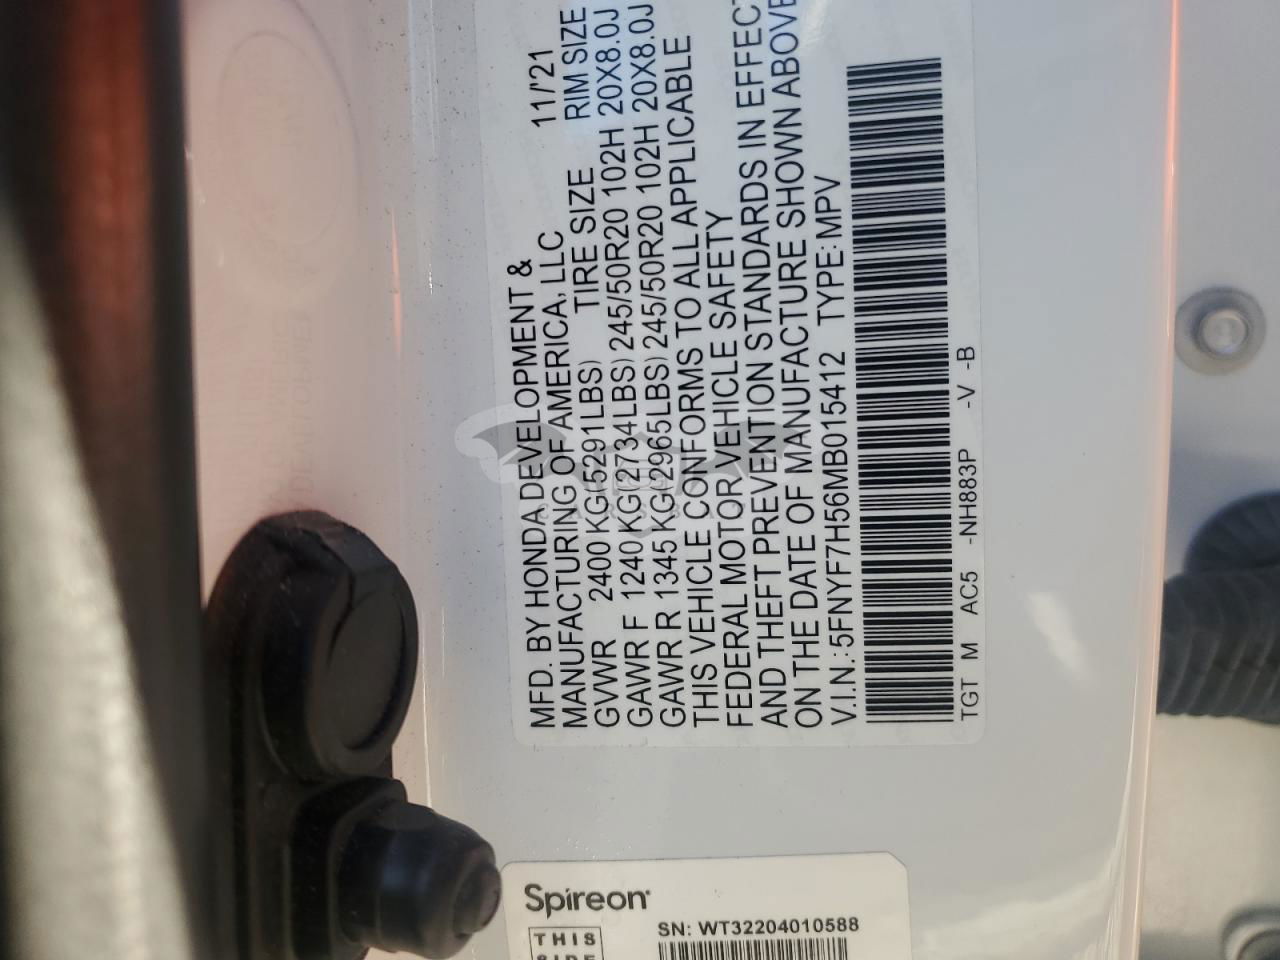 MFD. BY HONDA DEVELOPMENT &
MANUFACTURING OF AMERICA, LLC 11/'21
GVWR 2400 KG(5291LBS) TIRE SIZE RIM SIZE
GAWR F 1240 KG(2734LBS) 245/50R20 102H 20X8.0J
GAWR R 1345 KG(2965LBS) 245/50R20 102H 20X8.0J
THIS VEHICLE CONFORMS TO ALL APPLICABLE
FEDERAL MOTOR VEHICLE SAFETY
AND THEFT PREVENTION STANDARDS IN EFFECT
ON THE DATE OF MANUFACTURE SHOWN ABOVE
V.I.N.: 5FNYF7H56MB015412 TYPE: MPV
TGT M AC5 -NH883P -V -B
Spireon
SN: WT32204010588
THIS
SIDE